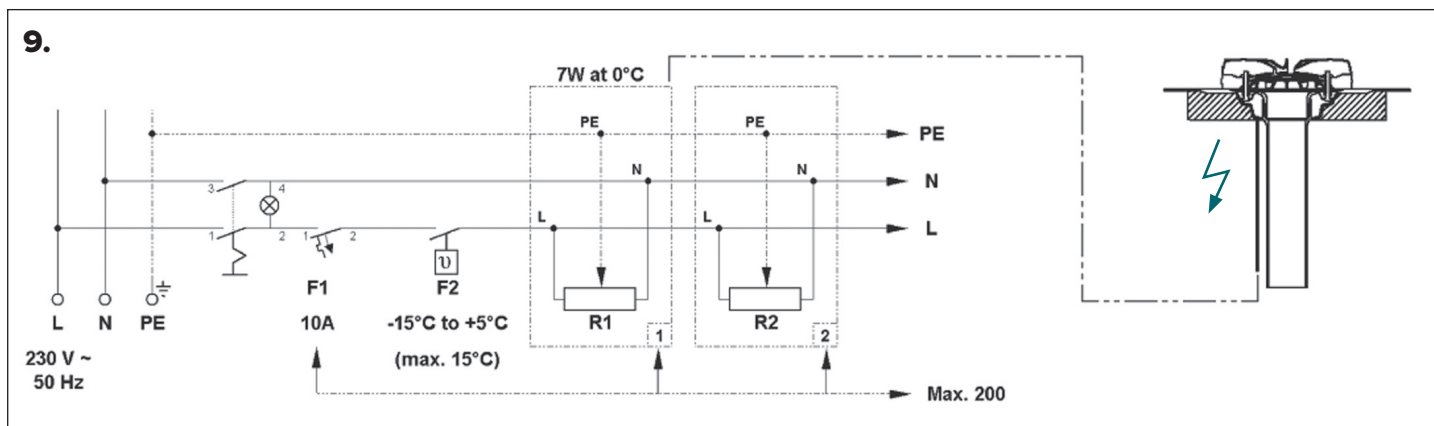 9.
7W at 0°C
PE PE PE
N N N
3 4
L L L
1 2 1 2
υ
F1 F2
10A -15°C to +5°C
(max. 15°C)
R1 R2
1 2
L N PE
230 V ~
50 Hz
Max. 200